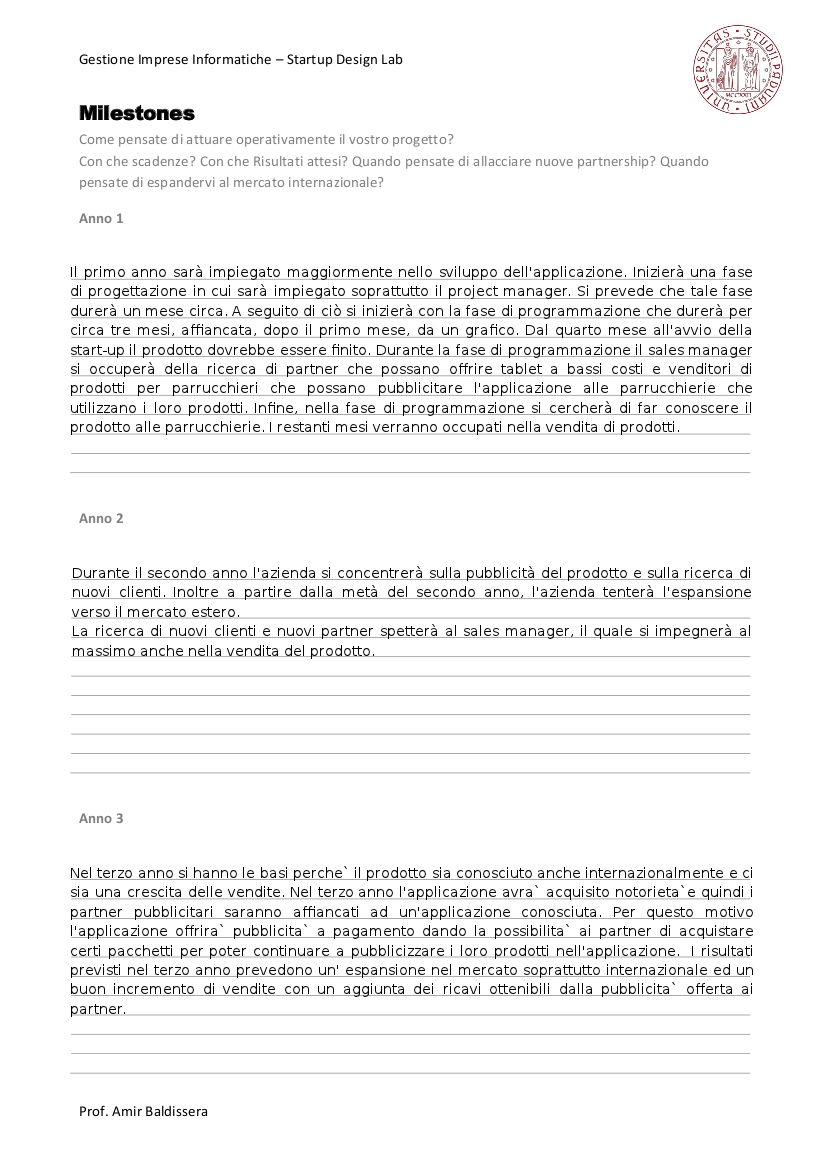 Gestione Imprese Informatiche – Startup Design Lab
UNIVERSITAS STUDII PADUANI
MCCXXII
Milestones
Come pensate di attuare operativamente il vostro progetto?
Con che scadenze? Con che Risultati attesi? Quando pensate di allacciare nuove partnership? Quando
pensate di espandervi al mercato internazionale?
Anno 1
Il primo anno sarà impiegato maggiormente nello sviluppo dell'applicazione. Inizierà una fase
di progettazione in cui sarà impiegato soprattutto il project manager. Si prevede che tale fase
durerà un mese circa. A seguito di ciò si inizierà con la fase di programmazione che durerà per
circa tre mesi, affiancata, dopo il primo mese, da un grafico. Dal quarto mese all'avvio della
start-up il prodotto dovrebbe essere finito. Durante la fase di programmazione il sales manager
si occuperà della ricerca di partner che possano offrire tablet a bassi costi e venditori di
prodotti per parrucchieri che possano pubblicitare l'applicazione alle parrucchierie che
utilizzano i loro prodotti. Infine, nella fase di programmazione si cercherà di far conoscere il
prodotto alle parrucchierie. I restanti mesi verranno occupati nella vendita di prodotti.
Anno 2
Durante il secondo anno l'azienda si concentrerà sulla pubblicità del prodotto e sulla ricerca di
nuovi clienti. Inoltre a partire dalla metà del secondo anno, l'azienda tenterà l'espansione
verso il mercato estero.
La ricerca di nuovi clienti e nuovi partner spetterà al sales manager, il quale si impegnerà al
massimo anche nella vendita del prodotto.
Anno 3
Nel terzo anno si hanno le basi perche` il prodotto sia conosciuto anche internazionalmente e ci
sia una crescita delle vendite. Nel terzo anno l'applicazione avra` acquisito notorieta`e quindi i
partner pubblicitari saranno affiancati ad un'applicazione conosciuta. Per questo motivo
l'applicazione offrira` pubblicita` a pagamento dando la possibilita` ai partner di acquistare
certi pacchetti per poter continuare a pubblicizzare i loro prodotti nell'applicazione.  I risultati
previsti nel terzo anno prevedono un' espansione nel mercato soprattutto internazionale ed un
buon incremento di vendite con un aggiunta dei ricavi ottenibili dalla pubblicita` offerta ai
partner.
Prof. Amir Baldissera